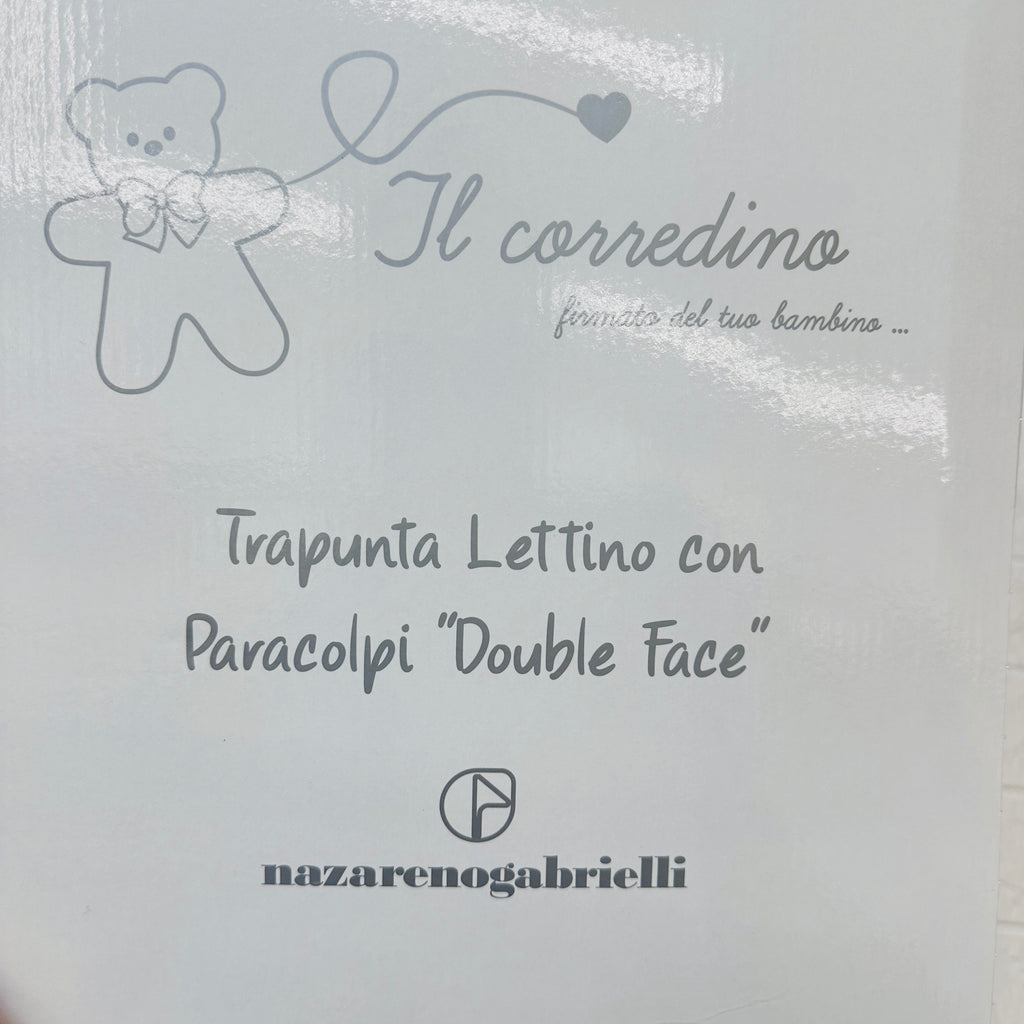 Il corredino
firmato del tuo bambino ...
Trapunta Lettino con
Paracolpi "Double Face"
nazarenogabrielli